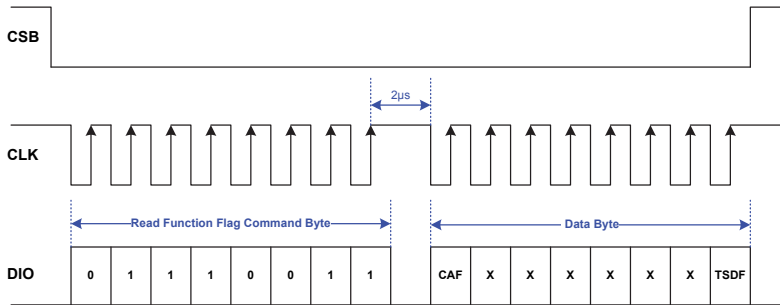 CSB
2µs
CLK
Read Function Flag Command Byte
Data Byte
DIO
0 1 1 1 0 0 1 1 CAF X X X X X X TSDF